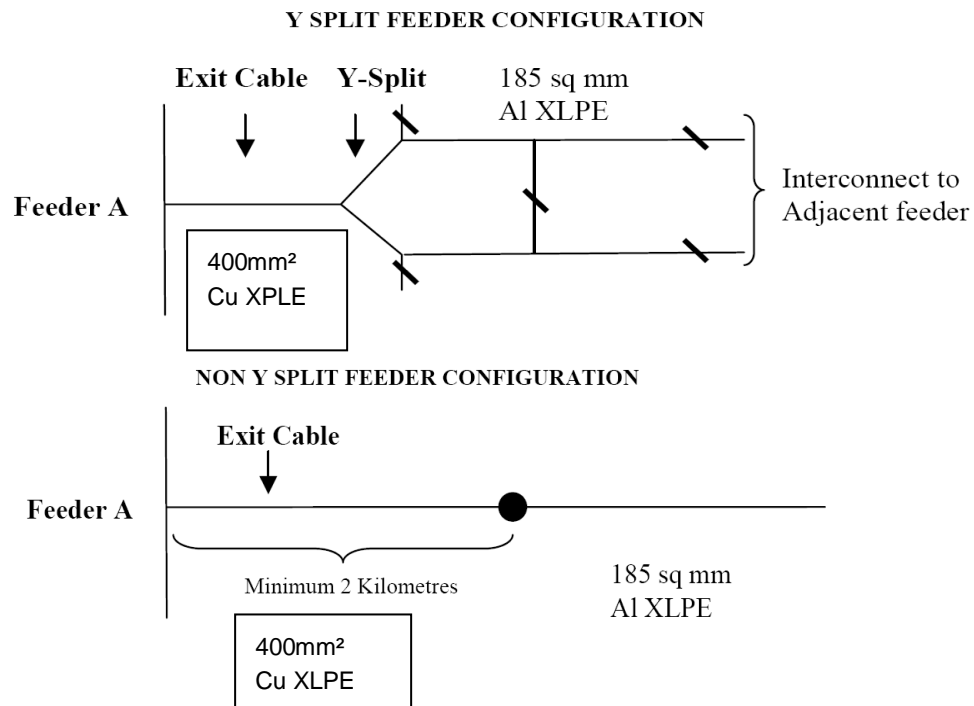 Y SPLIT FEEDER CONFIGURATION
Exit Cable
Y-Split
185 sq mm
Al XLPE
Feeder A
Interconnect to
Adjacent feeder
400mm²
Cu XPLE
NON Y SPLIT FEEDER CONFIGURATION
Exit Cable
Feeder A
Minimum 2 Kilometres
185 sq mm
Al XLPE
400mm²
Cu XLPE